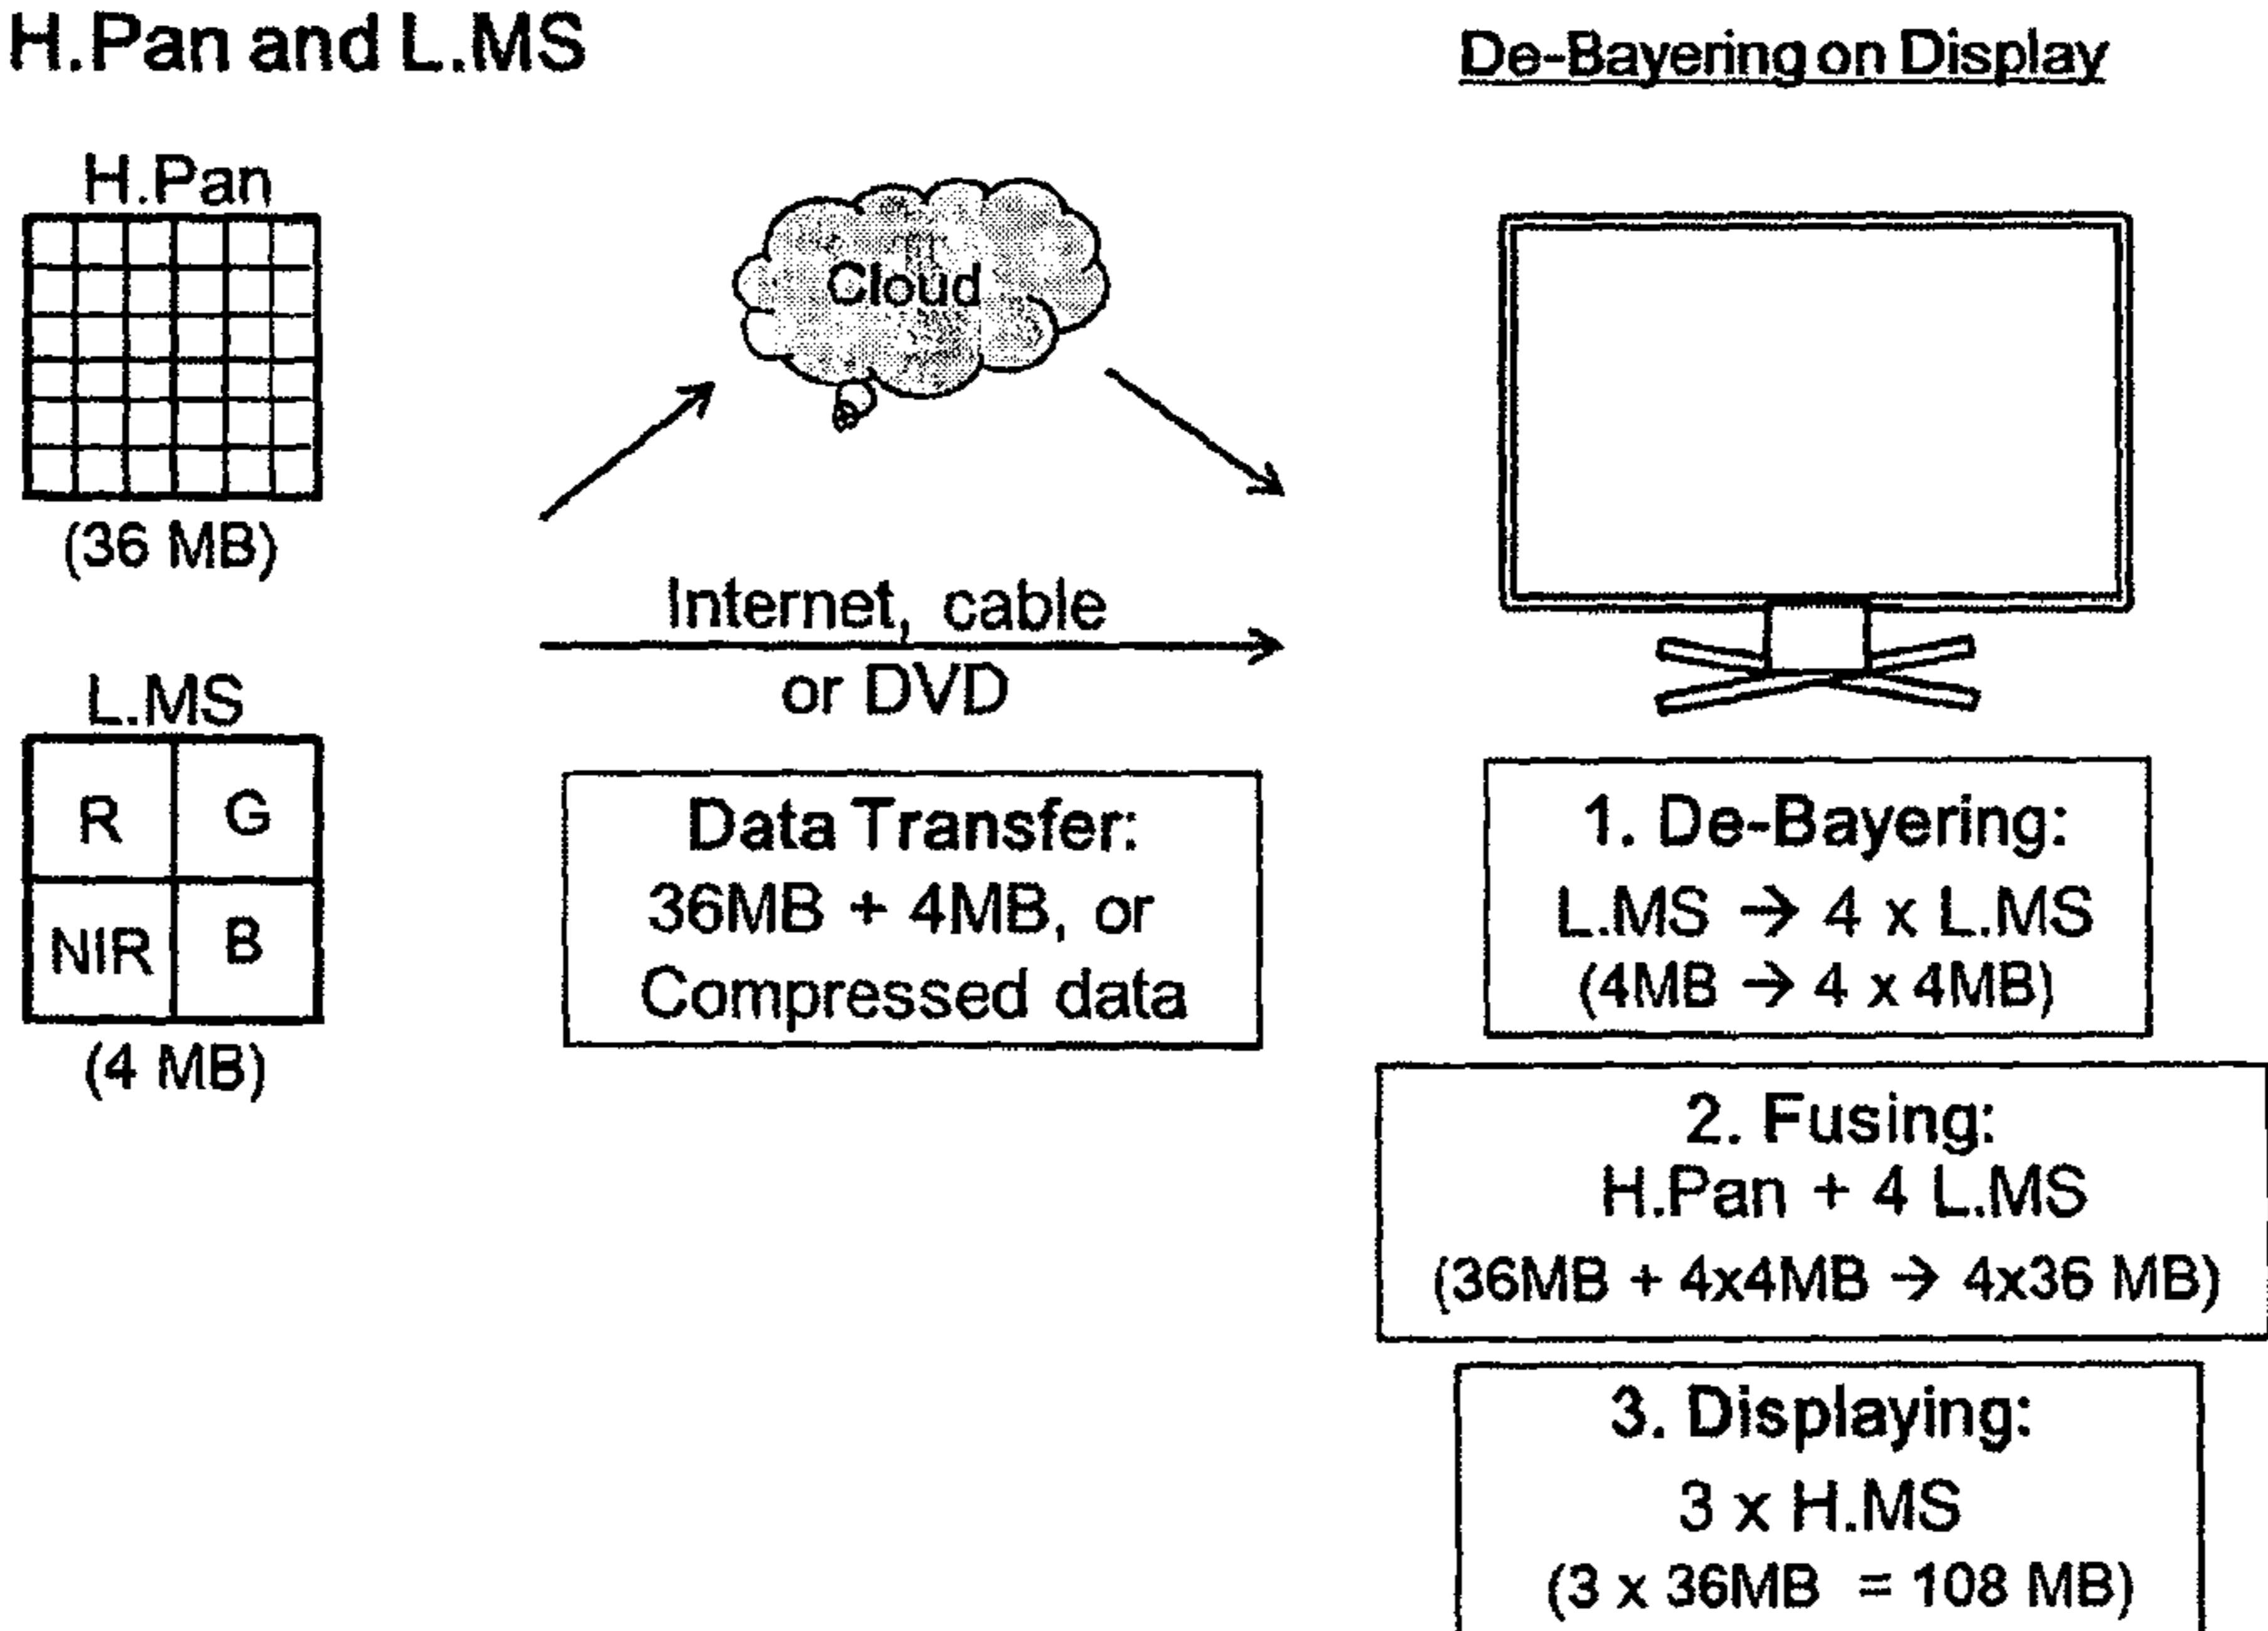 H.Pan and L.MS
De-Bayering on Display
H.Pan
(36 MB)
L.MS
R G
NIR B
(4 MB)
Cloud
Internet, cable
or DVD
Data Transfer:
36MB + 4MB, or
Compressed data
1. De-Bayering:
L.MS → 4 x L.MS
(4MB → 4 x 4MB)
2. Fusing:
H.Pan + 4 L.MS
(36MB + 4x4MB → 4x36 MB)
3. Displaying:
3 x H.MS
(3 x 36MB = 108 MB)